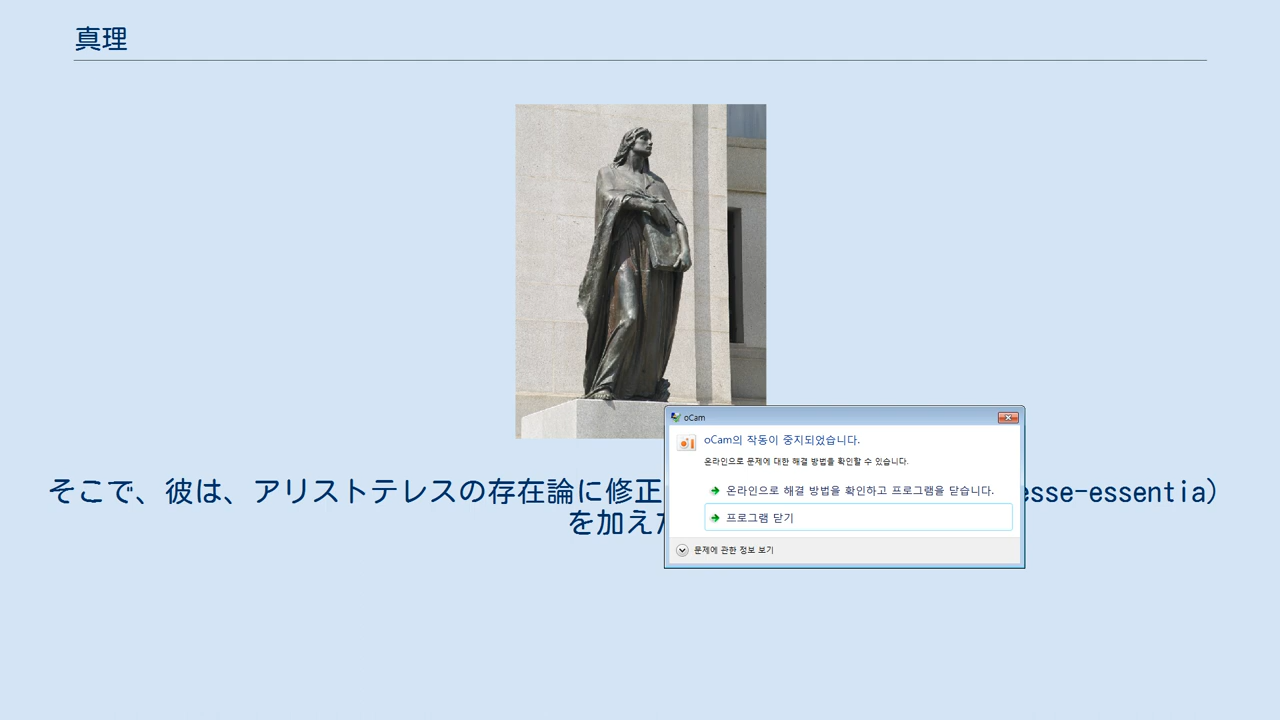 真理
そこで、彼は、アリストテレスの存在論に修正
esse-essentia)
を加え
oCam
oCam의 작동이 중지되었습니다.
온라인으로 문제에 대한 해결 방법을 확인할 수 있습니다.
온라인으로 해결 방법을 확인하고 프로그램을 닫습니다.
프로그램 닫기
문제에 관한 정보 보기